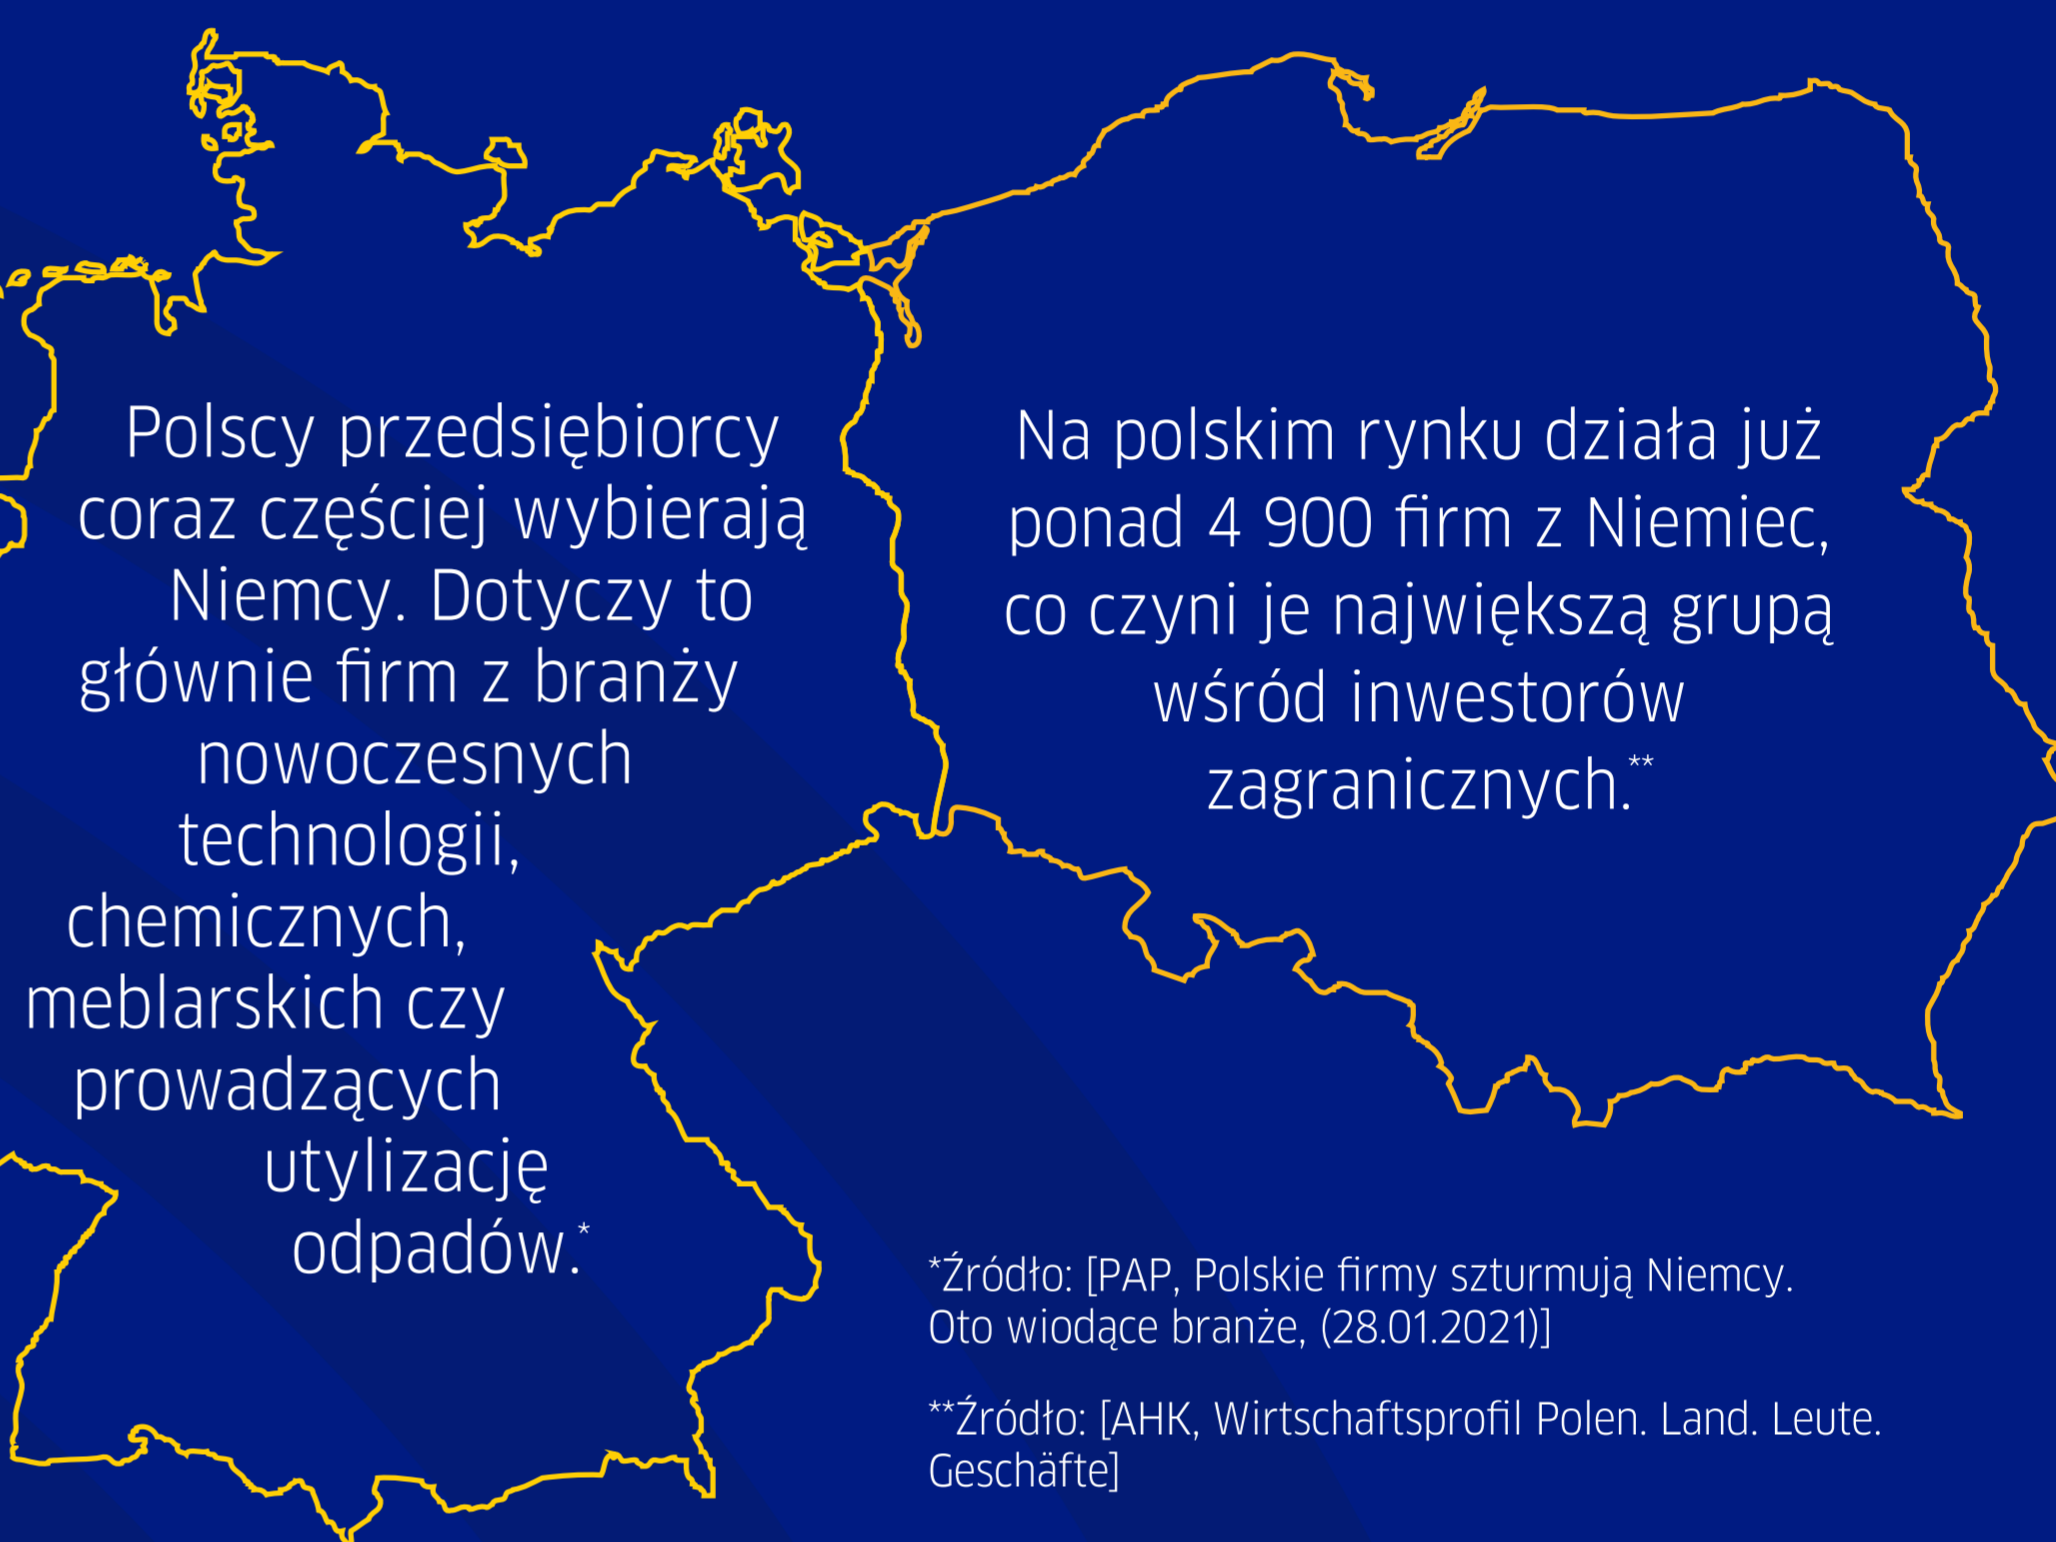 Polscy przedsiębiorcy
coraz częściej wybierają
Niemcy. Dotyczy to
głównie firm z branży
nowoczesnych
technologii,
chemicznych,
meblarskich czy
prowadzących
utylizację
odpadów.*
Na polskim rynku działa już
ponad 4 900 firm z Niemiec,
co czyni je największą grupą
wśród inwestorów
zagranicznych.**
*Źródło: [PAP, Polskie firmy szturmują Niemcy.
Oto wiodące branże, (28.01.2021)]
**Źródło: [AHK, Wirtschaftsprofil Polen. Land. Leute.
Geschäfte]